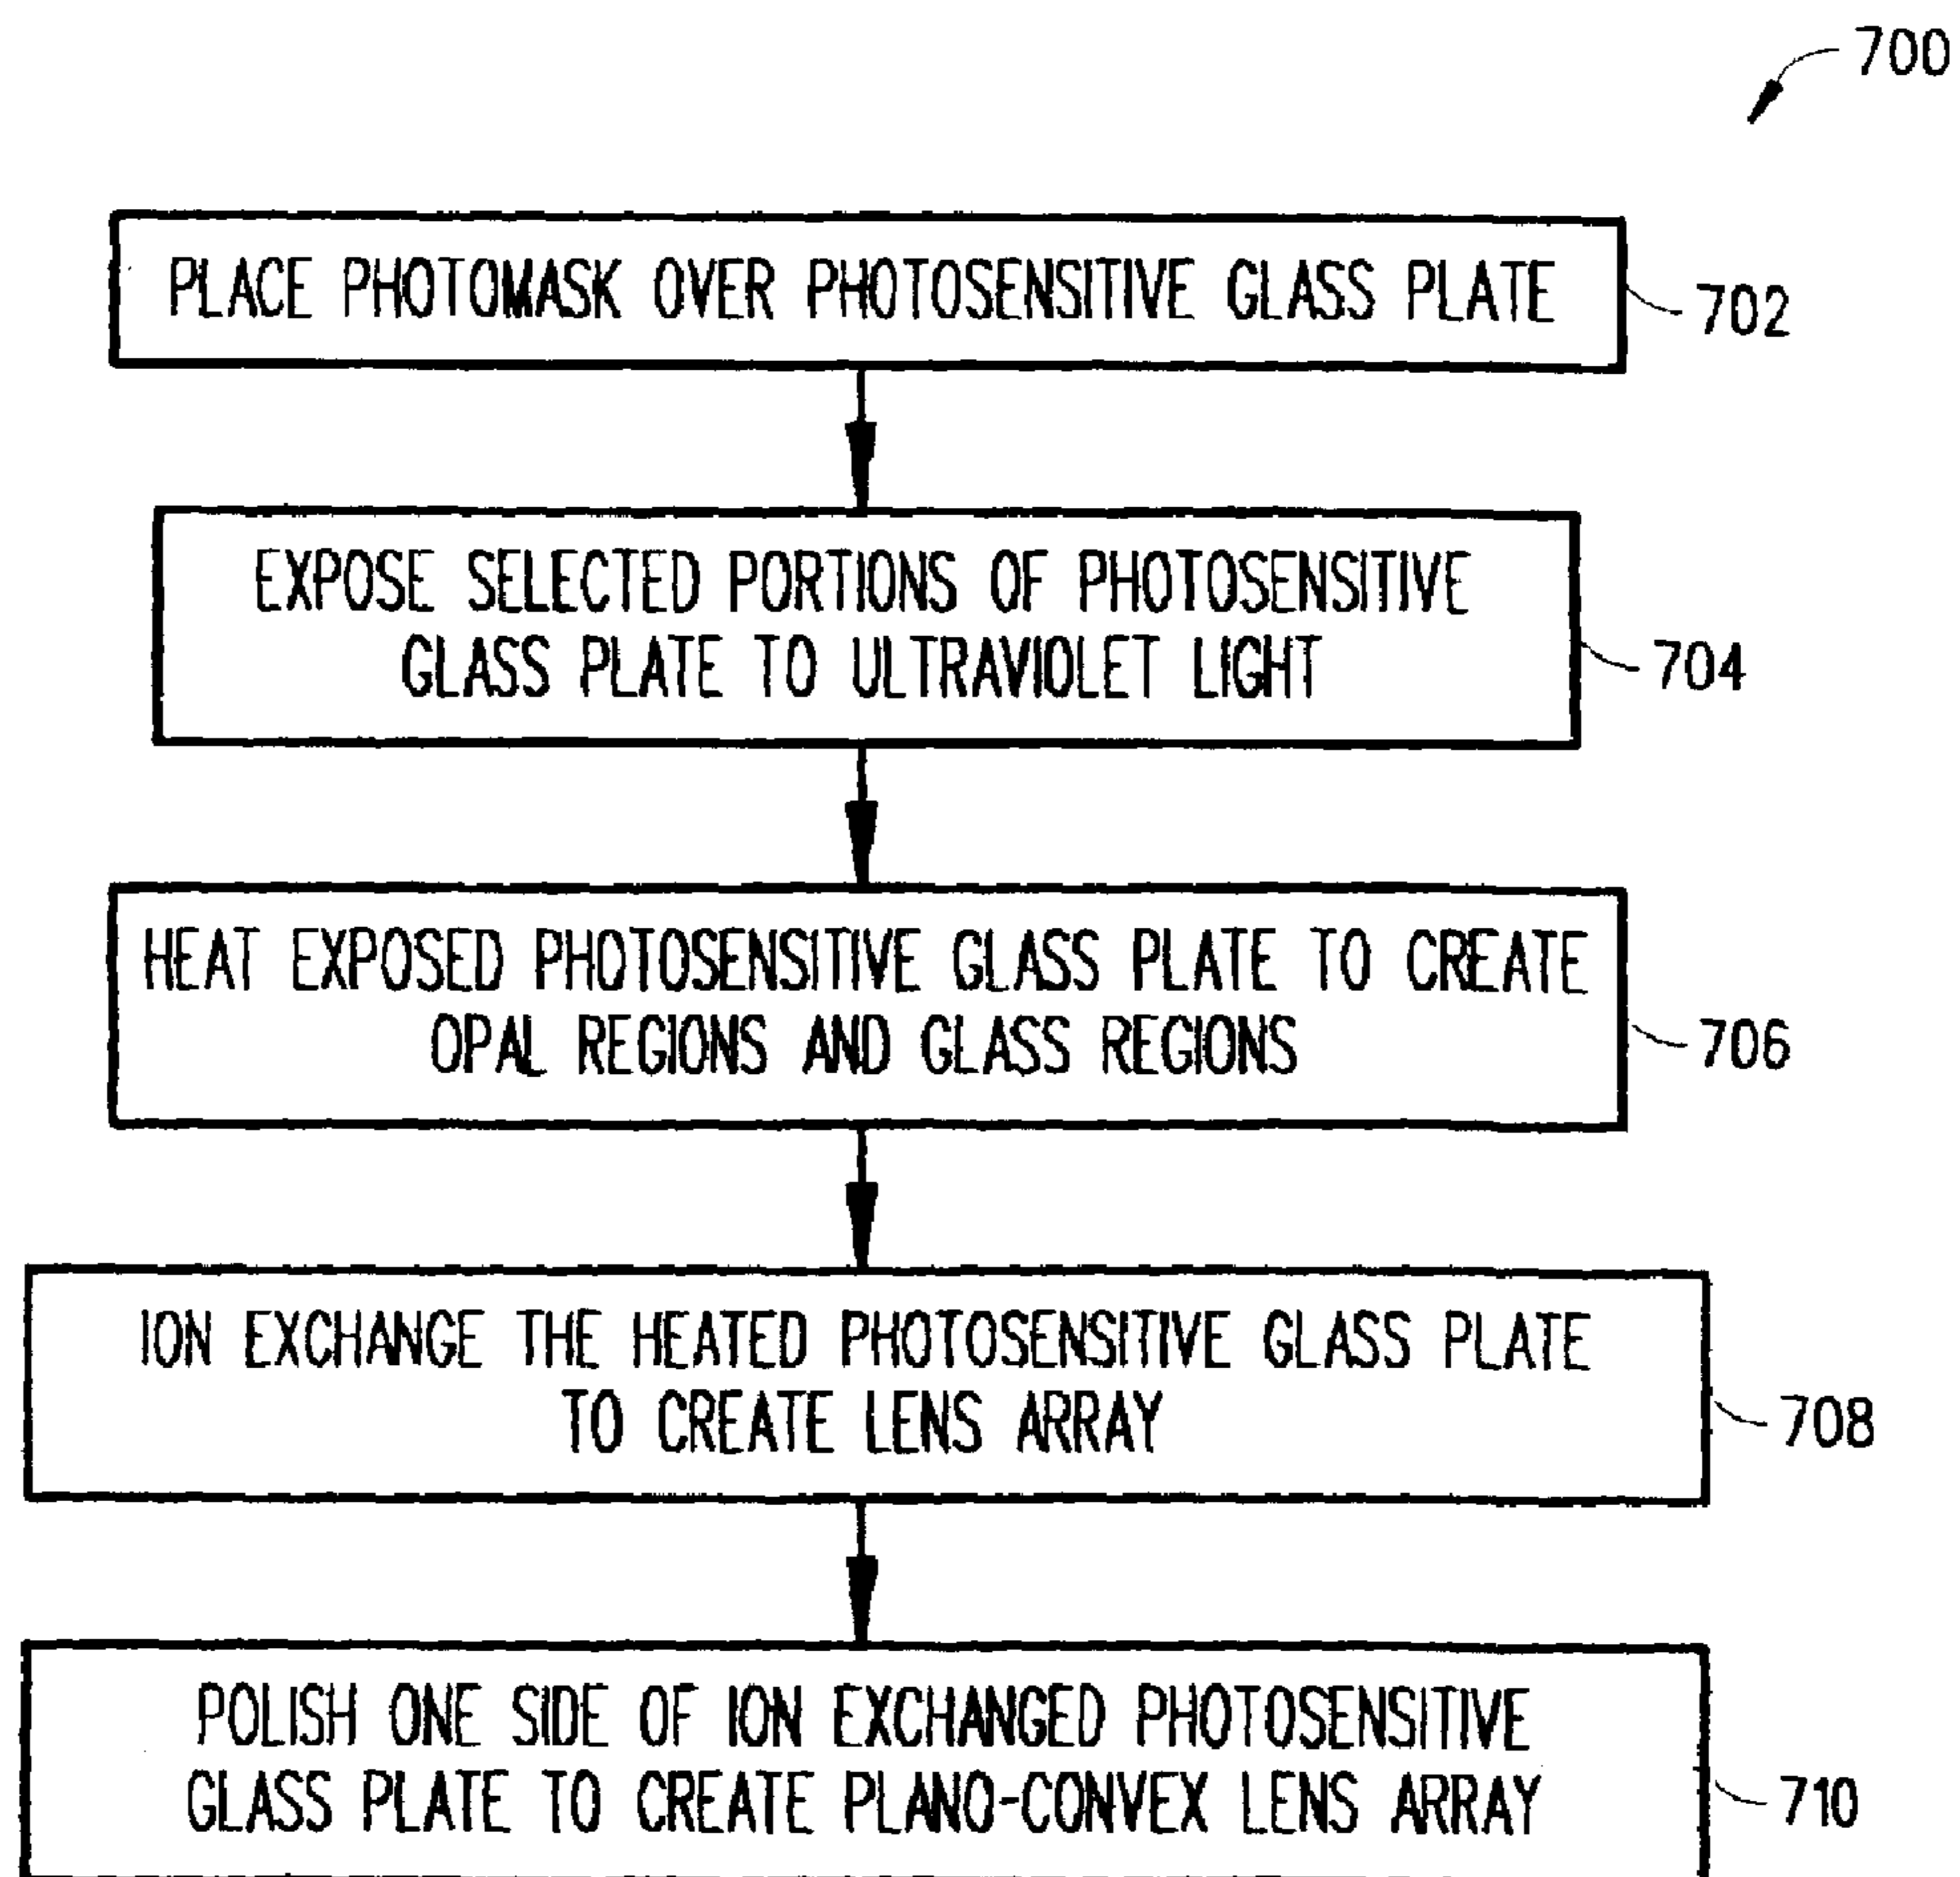 700
PLACE PHOTOMASK OVER PHOTOSENSITIVE GLASS PLATE
702
EXPOSE SELECTED PORTIONS OF PHOTOSENSITIVE
GLASS PLATE TO ULTRAVIOLET LIGHT
704
HEAT EXPOSED PHOTOSENSITIVE GLASS PLATE TO CREATE
OPAL REGIONS AND GLASS REGIONS
706
ION EXCHANGE THE HEATED PHOTOSENSITIVE GLASS PLATE
TO CREATE LENS ARRAY
708
POLISH ONE SIDE OF ION EXCHANGED PHOTOSENSITIVE
GLASS PLATE TO CREATE PLANO-CONVEX LENS ARRAY
710